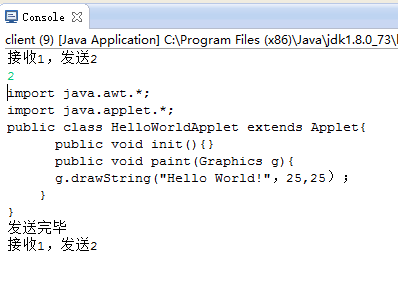 Console
client (9) [Java Application] C:\Program Files (x86)\Java\jdk1.8.0_73\
接收1，发送2
2
import java.awt.*;
import java.applet.*;
public class HelloWorldApplet extends Applet{
public void init(){}
public void paint(Graphics g){
g.drawString("Hello World!"，25,25）;
}
}
发送完毕
接收1，发送2